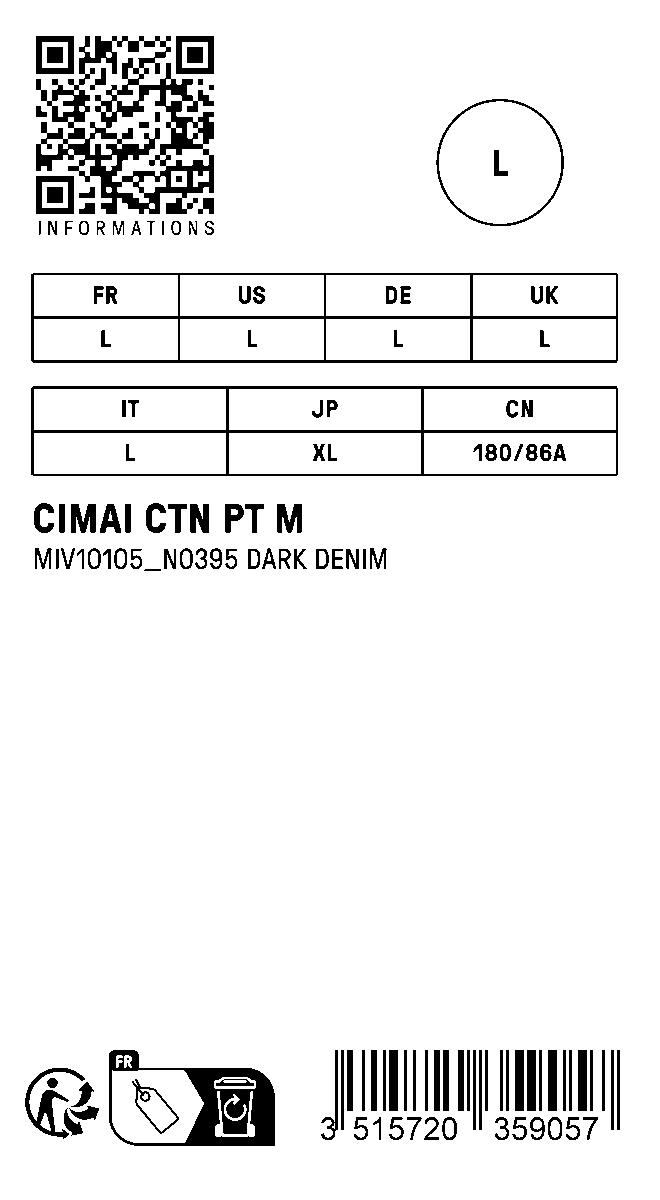 INFORMATIONS
L
FR US DE UK
L L L L
IT JP CN
L XL 180/86A
CIMAI CTN PT M
MIV10105_N0395 DARK DENIM
FR
3 515720 359057